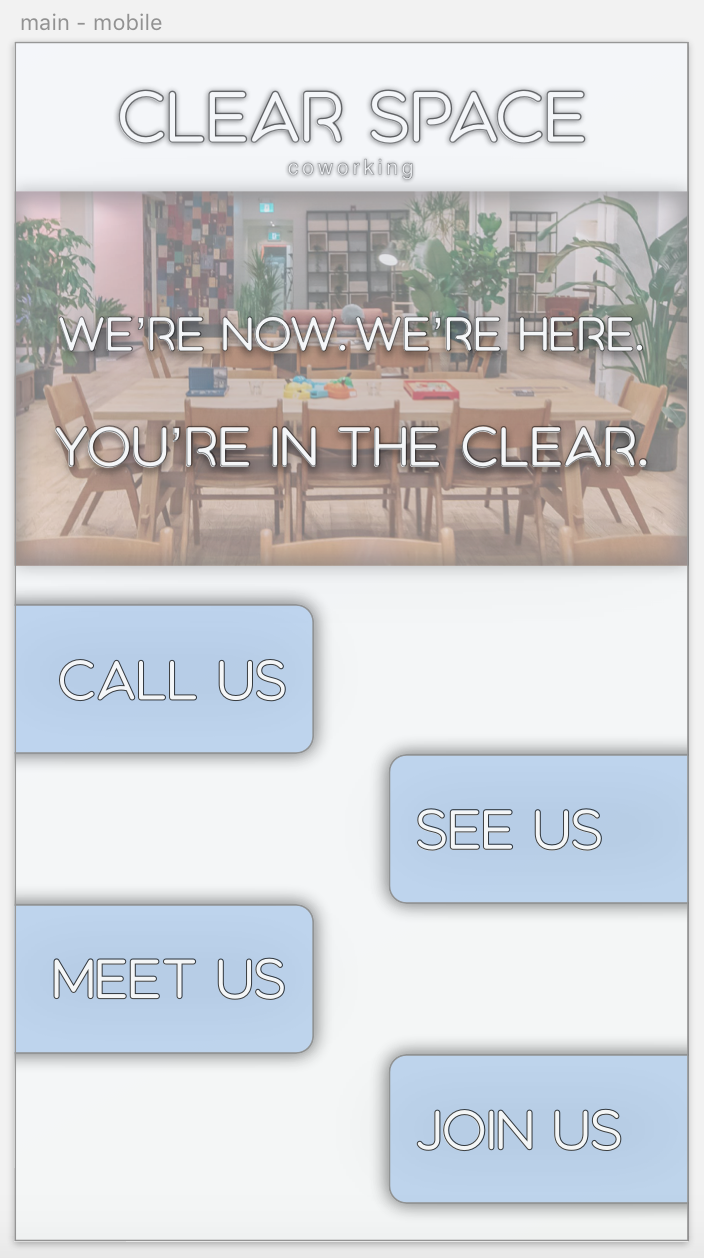 main - mobile
CLEAR SPACE
coworking
WE’RE NOW. WE’RE HERE.
YOU’RE IN THE CLEAR.
CALL US
SEE US
MEET US
JOIN US